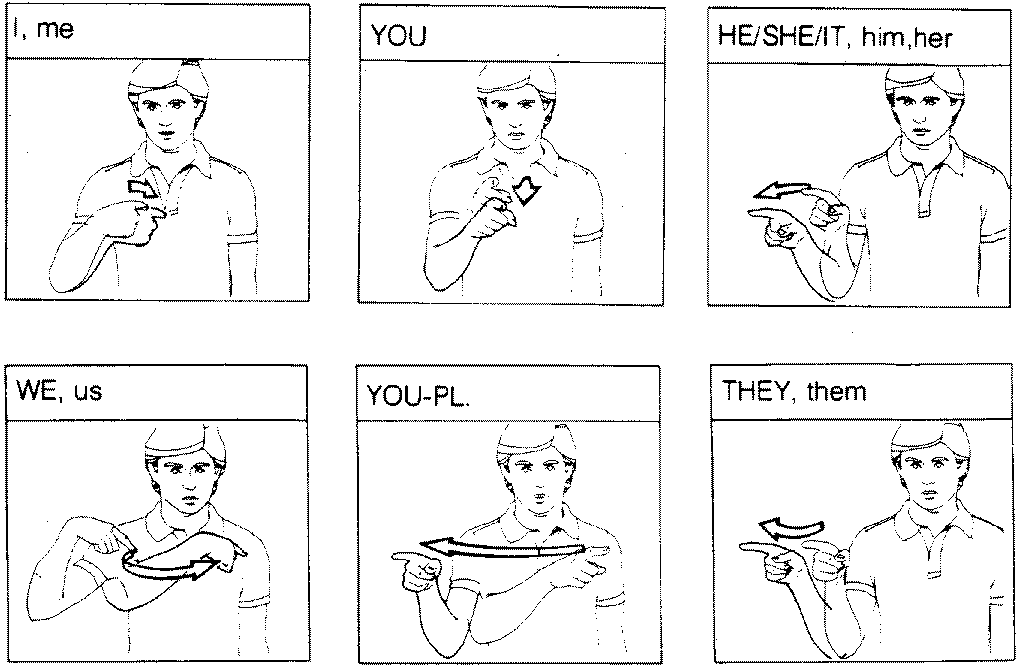 I, me
YOU
HE/SHE/IT, him,her
WE, us
YOU-PL.
THEY, them